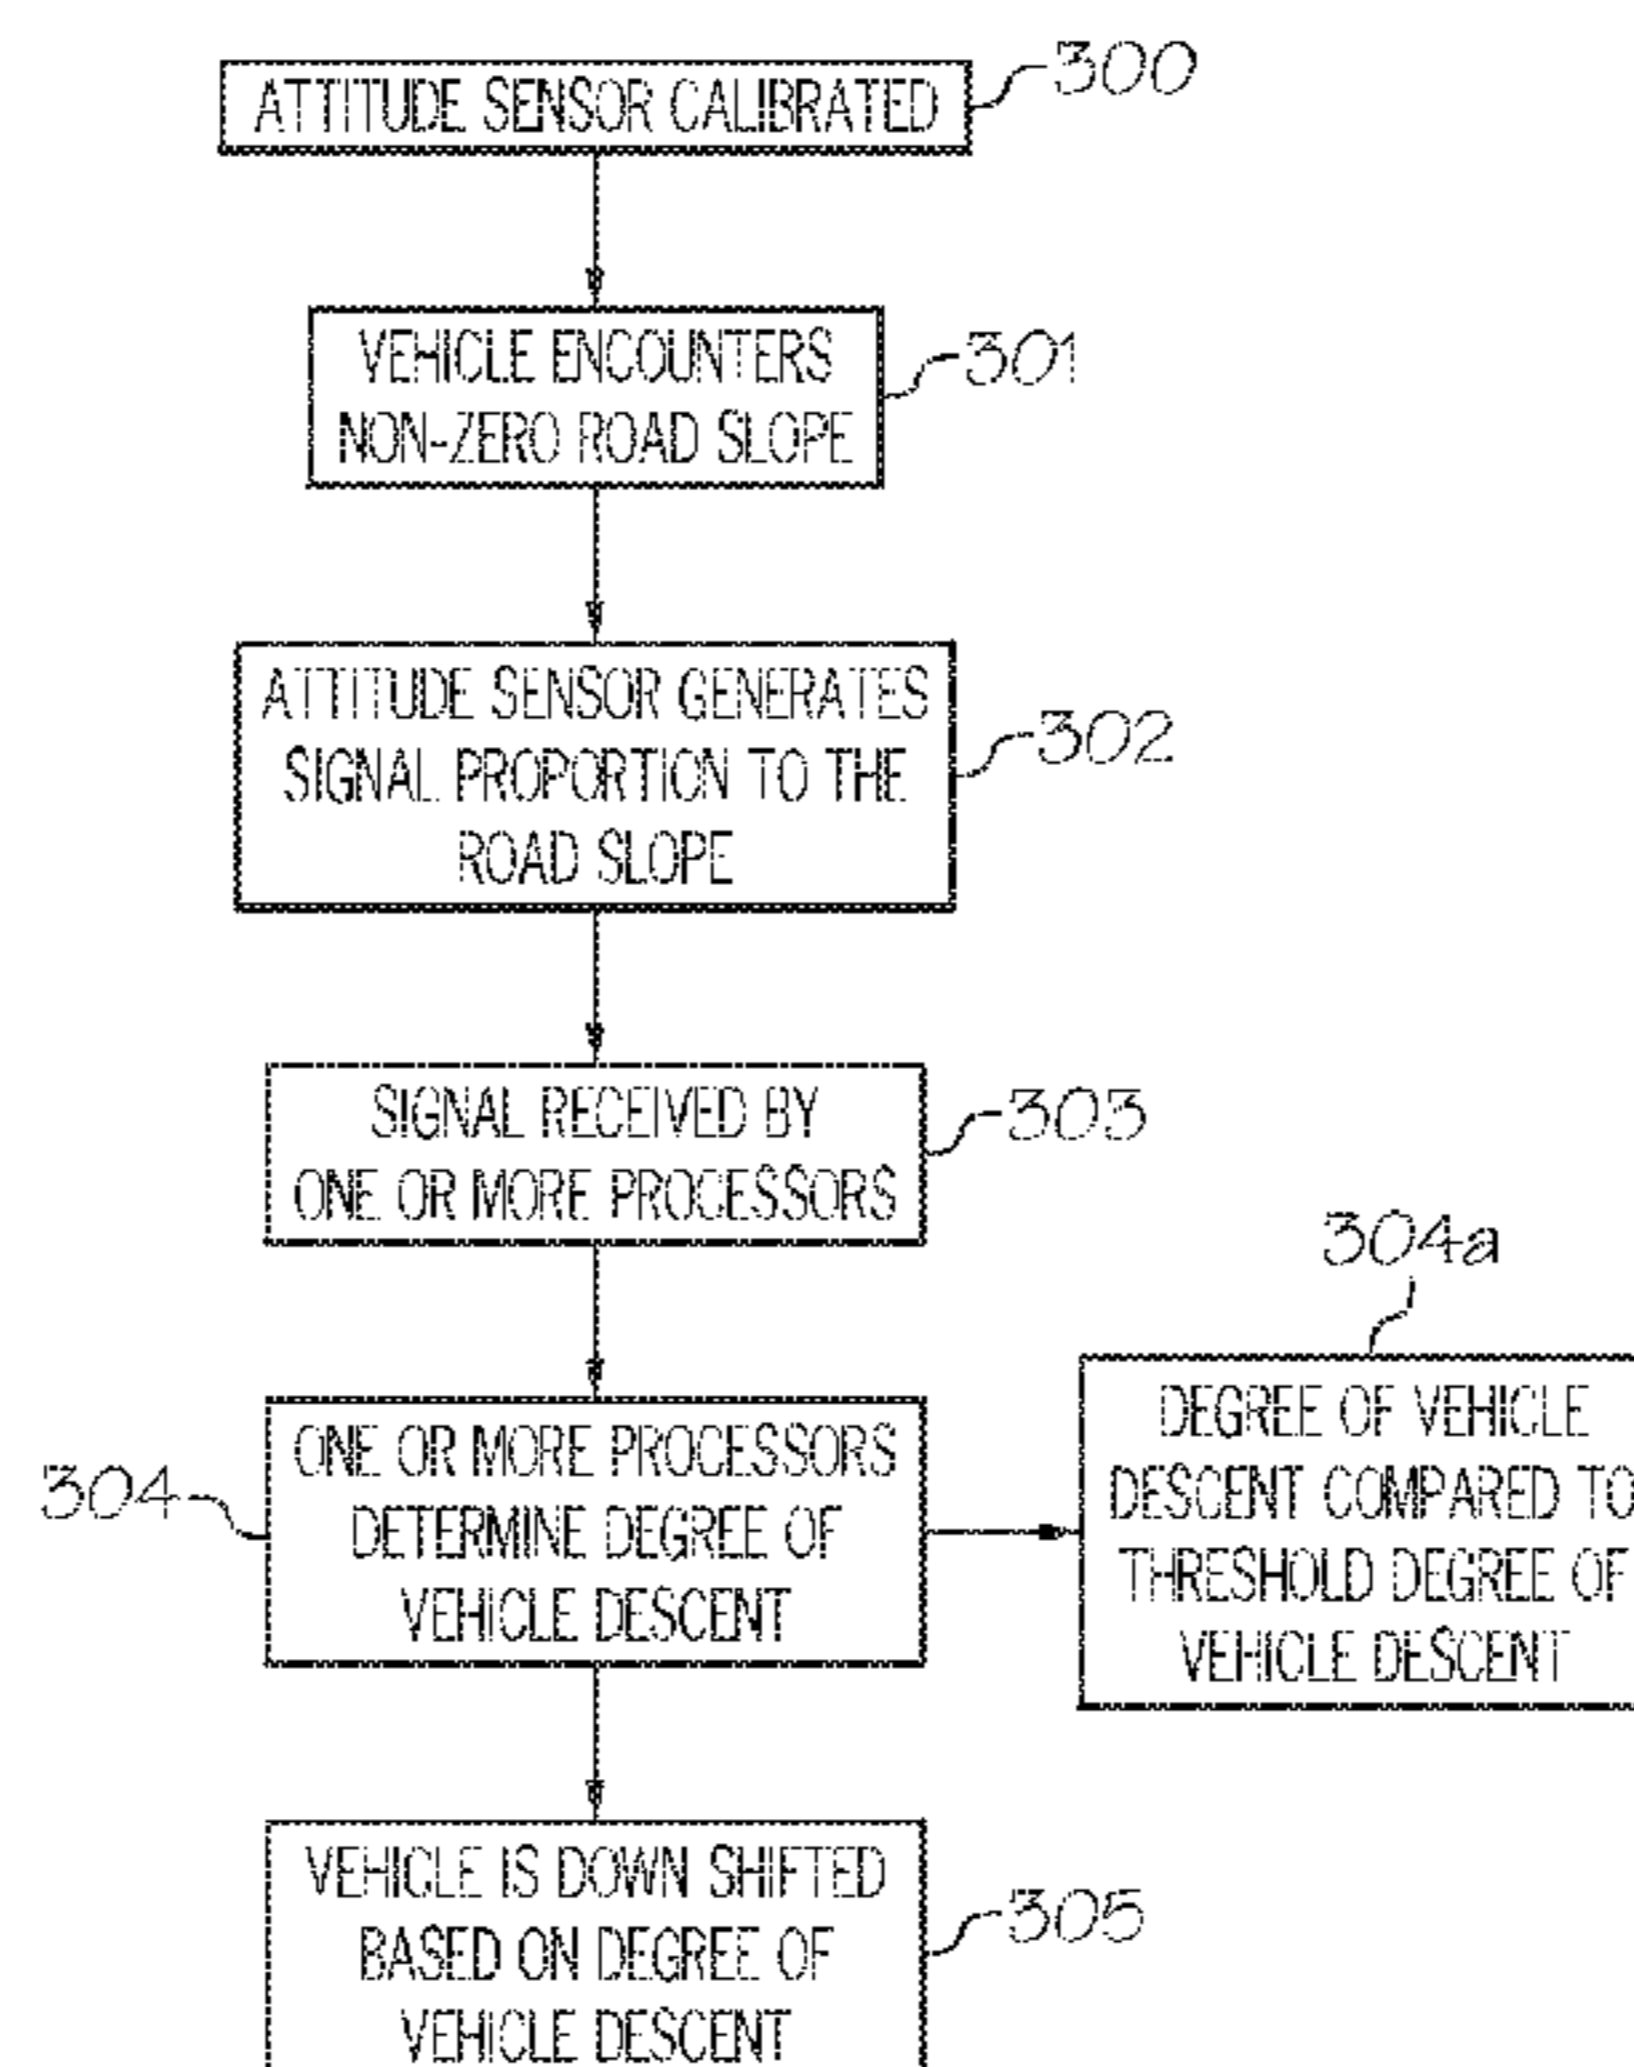 ATTITUDE SENSOR CALIBRATED
300
VEHICLE ENCOUNTERS
NON-ZERO ROAD SLOPE
301
ATTITUDE SENSOR GENERATES
SIGNAL PROPORTION TO THE
ROAD SLOPE
302
SIGNAL RECEIVED BY
ONE OR MORE PROCESSORS
303
304
ONE OR MORE PROCESSORS
DETERMINE DEGREE OF
VEHICLE DESCENT
304a
DEGREE OF VEHICLE
DESCENT COMPARED TO
THRESHOLD DEGREE OF
VEHICLE DESCENT
VEHICLE IS DOWN SHIFTED
BASED ON DEGREE OF
VEHICLE DESCENT
305